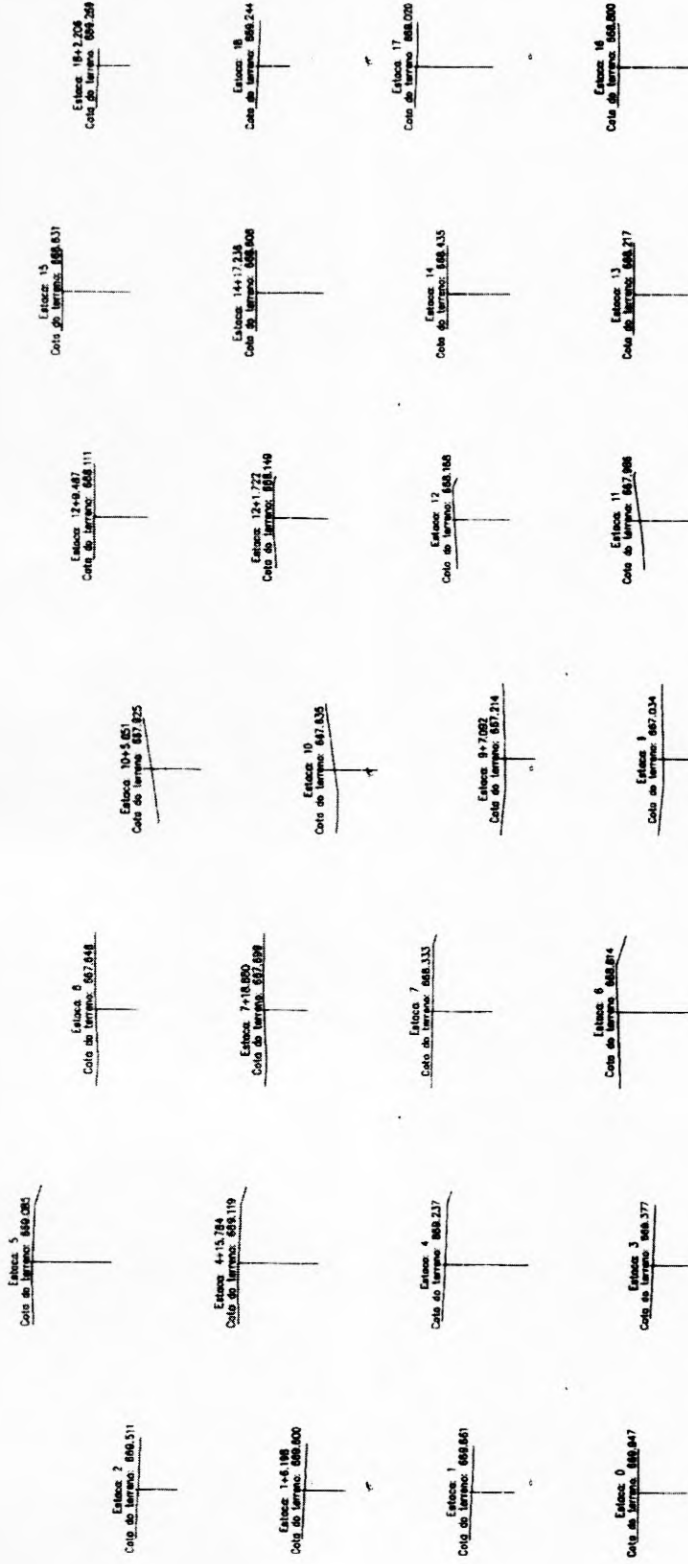 Estaca: 18+2.206
Cota do terreno: 669.269
Estaca: 18
Cota do terreno: 669.244
Estaca: 17
Cota do terreno: 669.020
Estaca: 16
Cota do terreno: 668.800
Estaca: 15
Cota do terreno: 668.631
Estaca: 14+17.236
Cota do terreno: 668.608
Estaca: 14
Cota do terreno: 668.435
Estaca: 13
Cota do terreno: 668.217
Estaca: 12+9.487
Cota do terreno: 668.111
Estaca: 12+1.722
Cota do terreno: 668.149
Estaca: 12
Cota do terreno: 668.168
Estaca: 11
Cota do terreno: 667.986
Estaca: 10+5.051
Cota do terreno: 667.925
Estaca: 10
Cota do terreno: 667.635
Estaca: 9+7.092
Cota do terreno: 667.214
Estaca: 9
Cota do terreno: 667.034
Estaca: 8
Cota do terreno: 667.648
Estaca: 7+18.880
Cota do terreno: 667.699
Estaca: 7
Cota do terreno: 668.333
Estaca: 6
Cota do terreno: 668.814
Estaca: 5
Cota do terreno: 669.085
Estaca: 4+15.784
Cota do terreno: 669.119
Estaca: 4
Cota do terreno: 669.237
Estaca: 3
Cota do terreno: 669.377
Estaca: 2
Cota do terreno: 669.511
Estaca: 1+6.198
Cota do terreno: 669.800
Estaca: 1
Cota do terreno: 669.861
Estaca: 0
Cota do terreno: 669.947